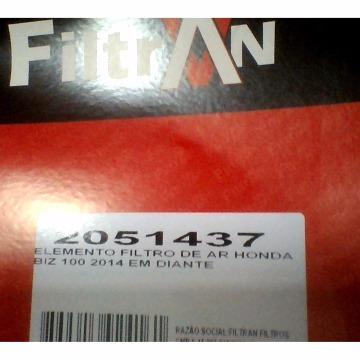 FiltrAN
2051437
ELEMENTO FILTRO DE AR HONDA
BIZ 100 2014 EM DIANTE
RAZÃO SOCIAL:FILTRAN FILTROS